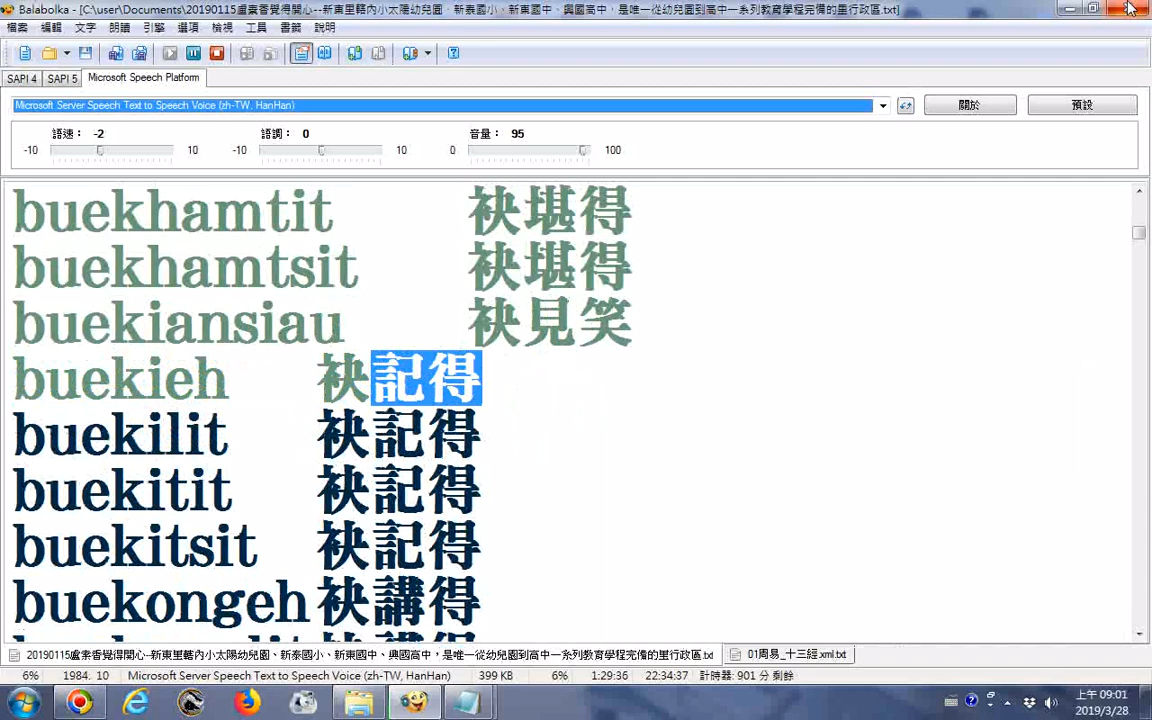 Balabolka - [C:\user\Documents\20190115盧素香覺得開心--新東里轄內小太陽幼兒園、新泰國小、新東國中、興國高中，是唯一從幼兒園到高中一系列教育學程完備的里行政區.txt]
檔案 編輯 文字 朗讀 引擎 選項 檢視 工具 書籤 說明
SAPI 4 SAPI 5 Microsoft Speech Platform
Microsoft Server Speech Text to Speech Voice (zh-TW, HanHan) 關於 預設
語速： -2 語調： 0 音量： 95
-10 10 -10 10 0 100
buekhamtit 袂堪得
buekhamtsit 袂堪得
buekiansiau 袂見笑
buekieh 袂記得
buekilit 袂記得
buekitit 袂記得
buekitsit 袂記得
buekongeh 袂講得
20190115盧素香覺得開心--新東里轄內小太陽幼兒園、新泰國小、新東國中、興國高中，是唯一從幼兒園到高中一系列教育學程完備的里行政區.txt 01周易_十三經.xml.txt
6% 1984. 10 Microsoft Server Speech Text to Speech Voice (zh-TW, HanHan) 399 KB 6% 1:29:36 22:34:37 計時器: 901 分 剩餘
上午 09:01
2019/3/28